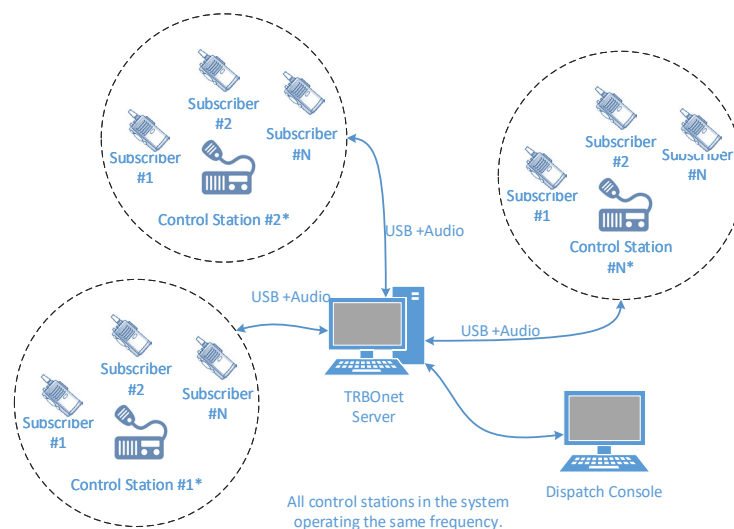 Subscriber
#2
Subscriber
#N
Subscriber
#1
Control Station #2*
USB +Audio
Subscriber
#2
Subscriber
#N
Subscriber
#1
Control Station
#N*
USB +Audio
USB +Audio
Subscriber
#2
Subscriber
#N
Subscriber
#1
Control Station #1*
TRBOnet
Server
Dispatch Console
All control stations in the system
operating the same frequency.